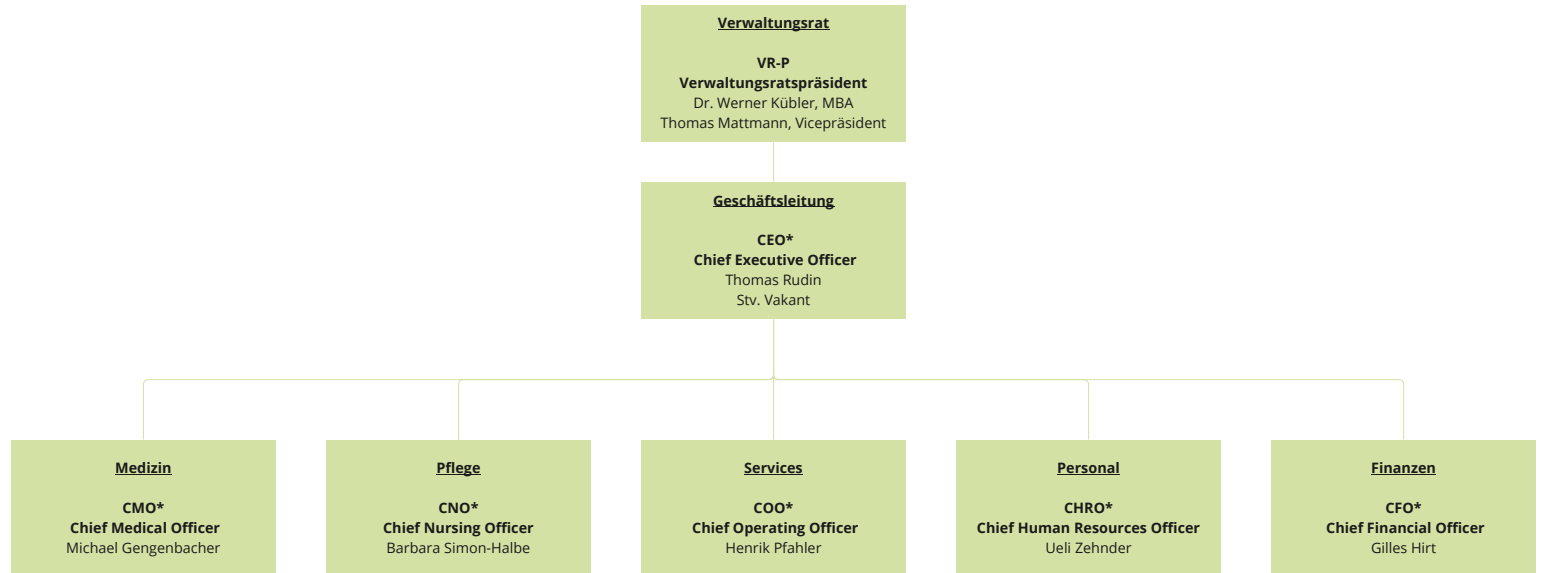 Verwaltungsrat
VR-P
Verwaltungsratspräsident
Dr. Werner Kübler, MBA
Thomas Mattmann, Vicepräsident
Geschäftsleitung
CEO*
Chief Executive Officer
Thomas Rudin
Stv. Vakant
Medizin
CMO*
Chief Medical Officer
Michael Gengenbacher
Pflege
CNO*
Chief Nursing Officer
Barbara Simon-Halbe
Services
COO*
Chief Operating Officer
Henrik Pfahler
Personal
CHRO*
Chief Human Resources Officer
Ueli Zehnder
Finanzen
CFO*
Chief Financial Officer
Gilles Hirt